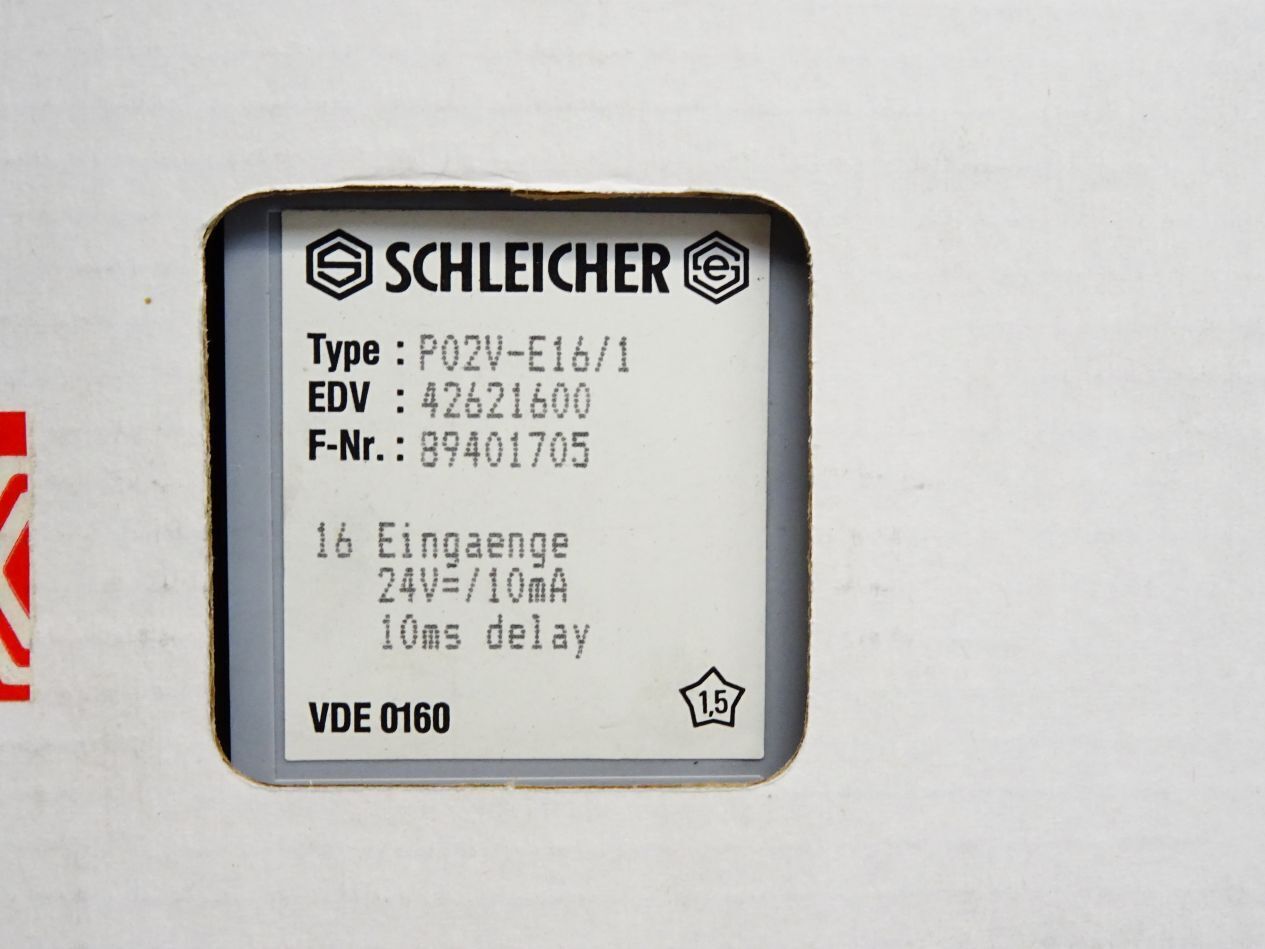 SCHLEICHER
Type : P02V-E16/1
EDV : 42621600
F-Nr. : 89401705
16 Eingaenge
24V=/10mA
10ms delay
VDE 0160
1,5